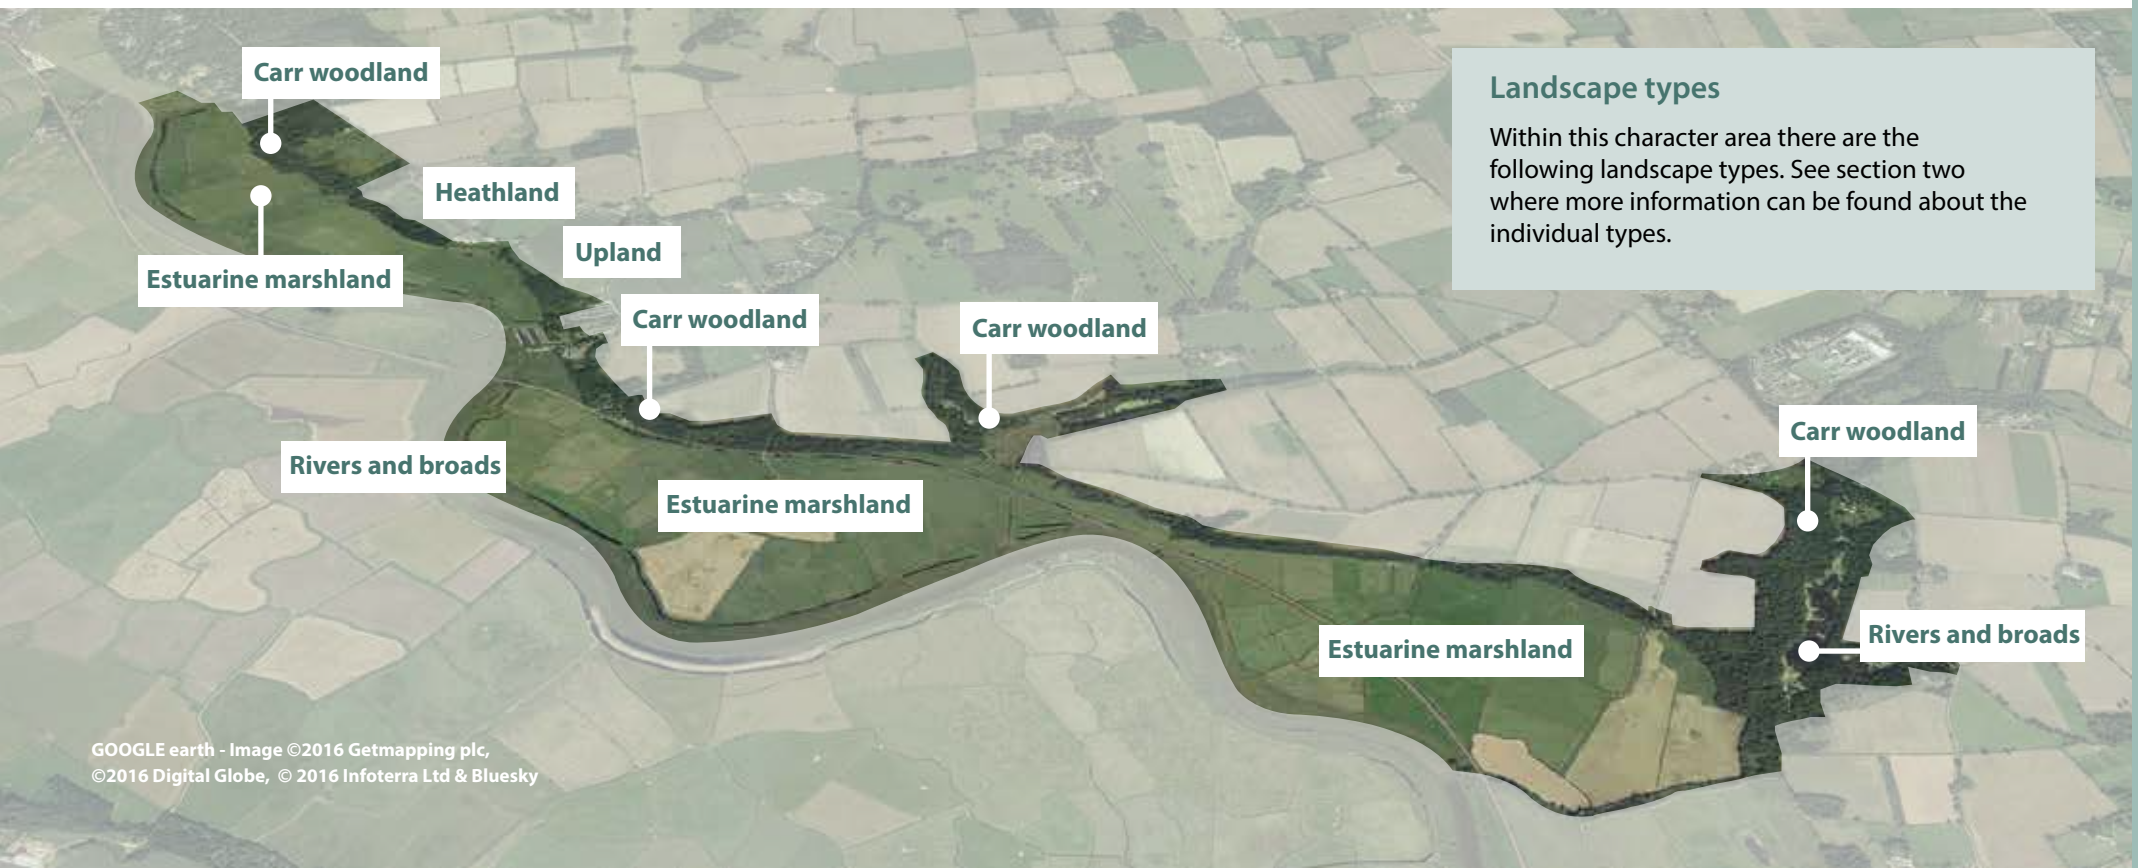 Carr woodland
Landscape types
Within this character area there are the
following landscape types. See section two
where more information can be found about the
individual types.
Heathland
Upland
Estuarine marshland
Carr woodland
Carr woodland
Carr woodland
Rivers and broads
Estuarine marshland
Rivers and broads
Estuarine marshland
GOOGLE earth - Image ©2016 Getmapping plc,
©2016 Digital Globe, © 2016 Infoterra Ltd & Bluesky